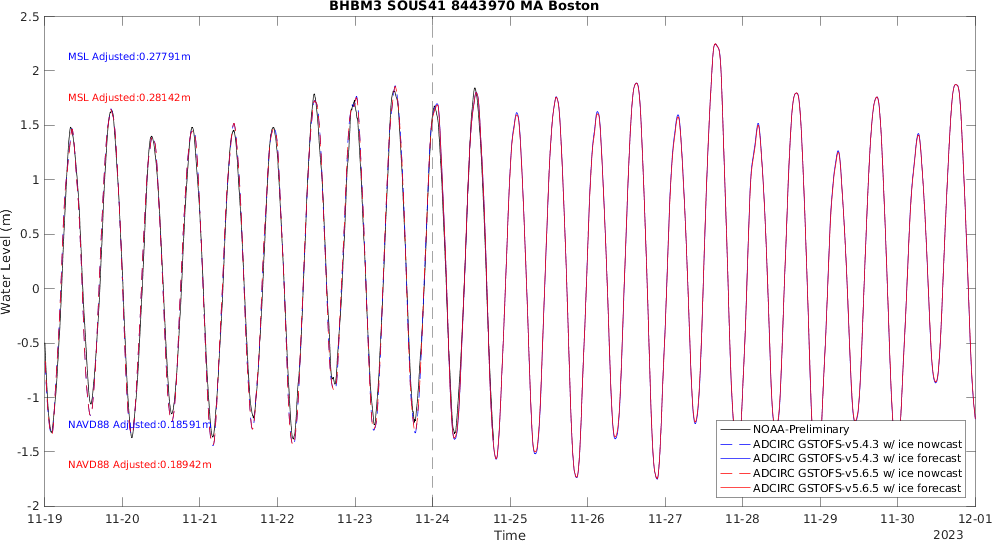 BHBM3 SOUS41 8443970 MA Boston
2.5
2
1.5
1
0.5
0
-0.5
-1
-1.5
-2
Water Level (m)
MSL Adjusted:0.27791m
MSL Adjusted:0.28142m
NAVD88 Adjusted:0.18591m
NAVD88 Adjusted:0.18942m
NOAA-Preliminary
ADCIRC GSTOFS-v5.4.3 w/ ice nowcast
ADCIRC GSTOFS-v5.4.3 w/ ice forecast
ADCIRC GSTOFS-v5.6.5 w/ ice nowcast
ADCIRC GSTOFS-v5.6.5 w/ ice forecast
11-19 11-20 11-21 11-22 11-23 11-24 11-25 11-26 11-27 11-28 11-29 11-30 12-01
Time
2023